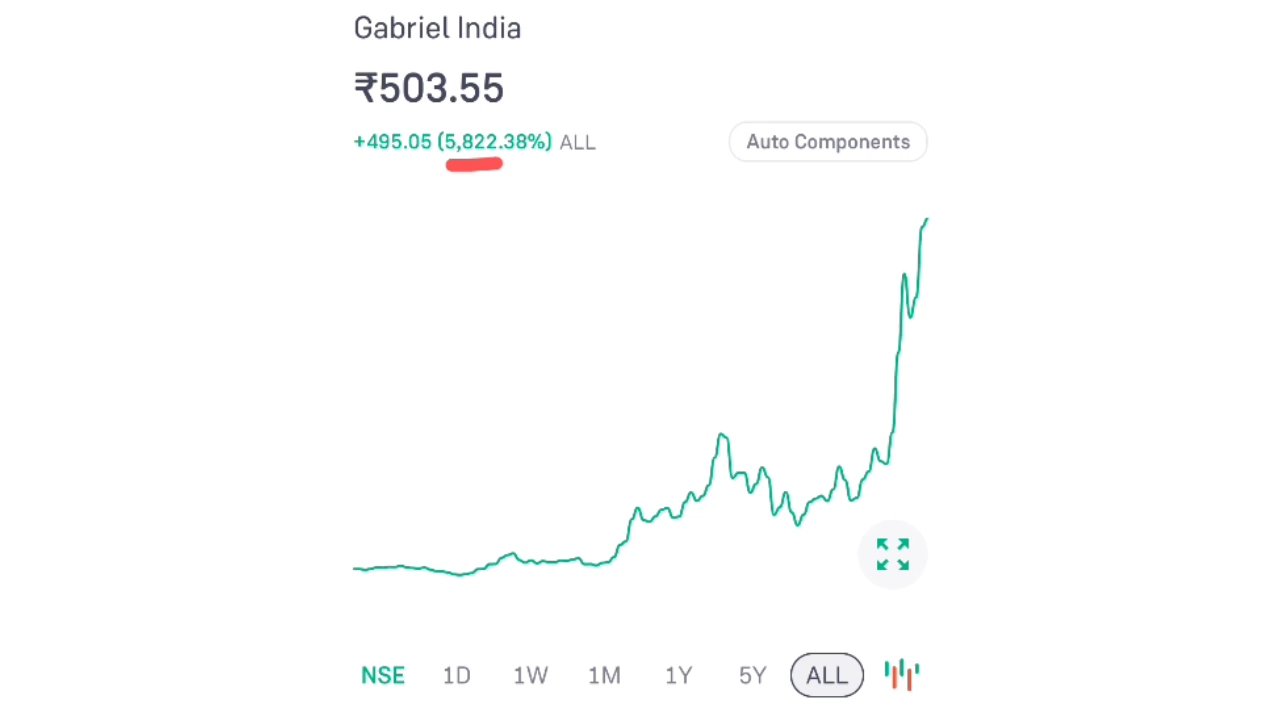 Gabriel India
₹503.55
+495.05 (5,822.38%) ALL
Auto Components
NSE 1D 1W 1M 1Y 5Y ALL